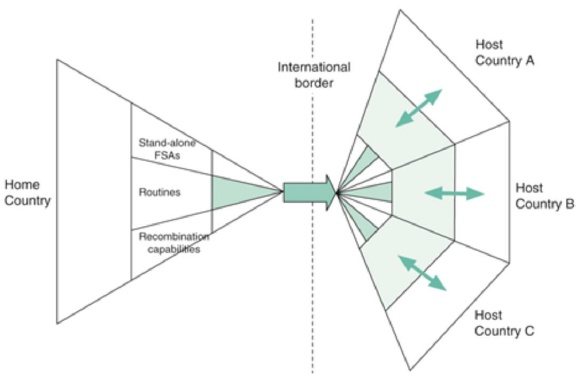 Home
Country
Stand-alone
FSAs
Routines
Recombination
capabilities
International
border
Host
Country A
Host
Country B
Host
Country C